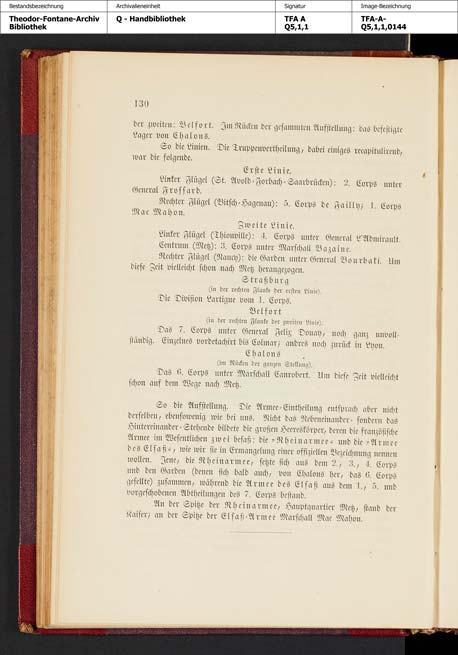 Bestandsbezeichnung
Theodor-Fontane-Archiv
Bibliothek
Archivalieneinheit
Q - Handbibliothek
Signatur
TFA A
Q5,1,1
Image-Bezeichnung
TFA-A-
Q5,1,1,0144
130
der zweiten: Belfort. Im Rücken der gesammten Aufstellung: das befestigte
Lager von Chalons.
So die Linien. Die Truppenvertheilung, dabei einiges recapitulirend,
war die folgende.
Erste Linie.
Linker Flügel (St. Avold-Forbach-Saarbrücken): 2. Corps unter
General Frossard.
Rechter Flügel (Bitsch-Hagenau): 5. Corps de Failly; 1. Corps
Mac Mahon.
Zweite Linie.
Linker Flügel (Thionville): 4. Corps unter General L'Admirault.
Centrum (Metz): 3. Corps unter Marschall Bazaine.
Rechter Flügel (Nancy): die Garden unter General Bourbaki. Um
diese Zeit vielleicht schon nach Metz herangezogen.
Straßburg
(in der rechten Flanke der ersten Linie).
Die Division Lartigue vom 1. Corps.
Belfort
(in der rechten Flanke der zweiten Linie).
Das 7. Corps unter General Felix Douay, noch ganz unvoll-
ständig. Einzelnes vordetachirt bis Colmar; andres noch zurück in Lyon.
Chalons
(im Rücken der ganzen Stellung).
Das 6. Corps unter Marschall Canrobert. Um diese Zeit vielleicht
schon auf dem Wege nach Metz.
So die Aufstellung. Die Armee-Eintheilung entsprach aber nicht
derselben, ebensowenig wie bei uns. Nicht das Nebeneinander- sondern das
Hintereinander-Stehende bildete die großen Heereskörper, deren die französische
Armee im Wesentlichen zwei besaß: die »Rheinarmee« und die »Armee
des Elsaß«, wie wir sie in Ermangelung einer offiziellen Bezeichnung nennen
wollen. Jene, die Rheinarmee, setzte sich aus dem 2., 3., 4. Corps
und den Garden (denen sich bald auch, von Chalons her, das 6. Corps
gesellte) zusammen, während die Armee des Elsaß aus dem 1., 5. und
vorgeschobenen Abtheilungen des 7. Corps bestand.
An der Spitze der Rheinarmee, Hauptquartier Metz, stand der
Kaiser; an der Spitze der Elsaß-Armee Marschall Mac Mahon.